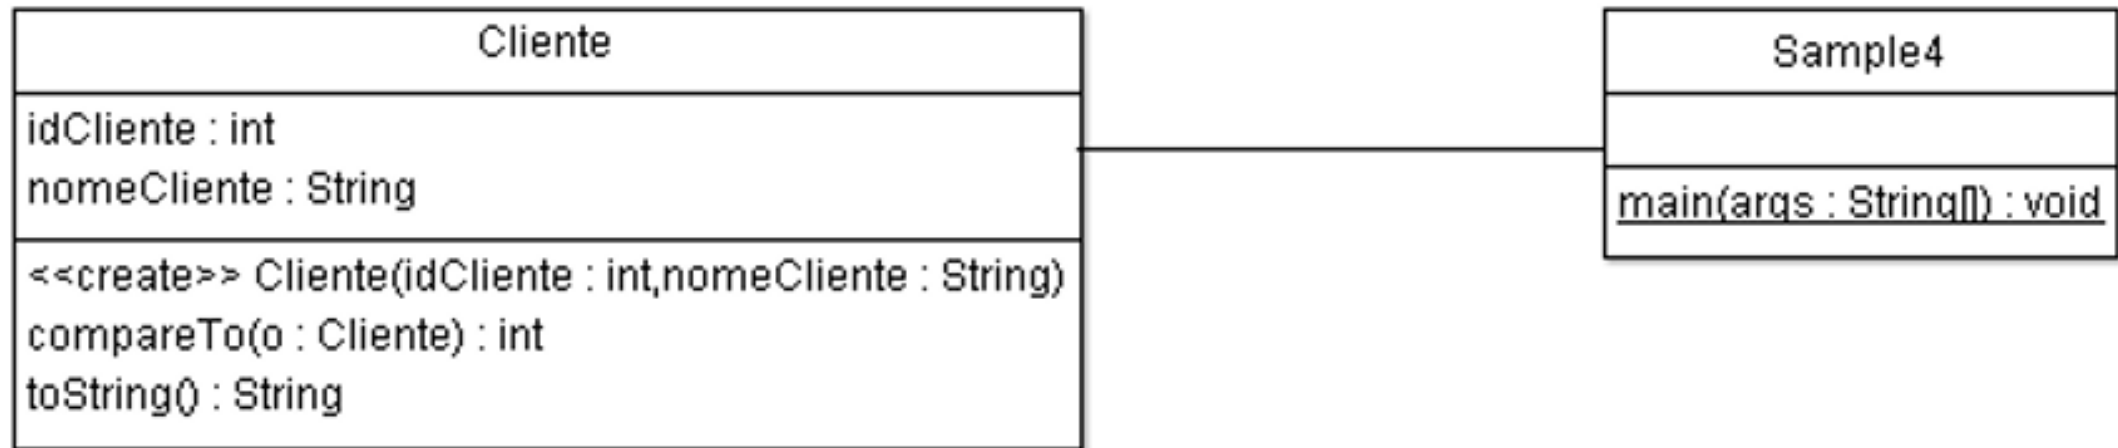 Cliente
idCliente : int
nomeCliente : String
<<create>> Cliente(idCliente : int,nomeCliente : String)
compareTo(o : Cliente) : int
toString() : String
Sample4
main(args : String[]) : void